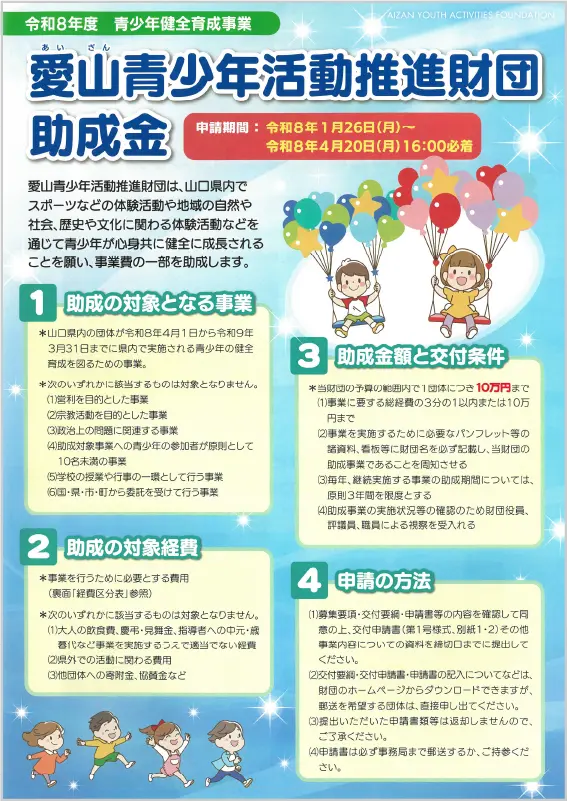 令和8年度 青少年健全育成事業
AIZAN YOUTH ACTIVITIES FOUNDATION
あい ざん
愛山青少年活動推進財団
助成金
申請期間：令和8年1月26日(月)～
令和8年4月20日(月)16:00必着
愛山青少年活動推進財団は、山口県内で
スポーツなどの体験活動や地域の自然や
社会、歴史や文化に関わる体験活動などを
通じて青少年が心身共に健全に成長される
ことを願い、事業費の一部を助成します。
1 助成の対象となる事業
＊山口県内の団体が令和8年4月1日から令和9年
3月31日までに県内で実施される青少年の健全
育成を図るための事業。
＊次のいずれかに該当するものは対象となりません。
(1)営利を目的とした事業
(2)宗教活動を目的とした事業
(3)政治上の問題に関連する事業
(4)助成対象事業への青少年の参加者が原則として
10名未満の事業
(5)学校の授業や行事の一環として行う事業
(6)国・県・市・町から委託を受けて行う事業
2 助成の対象経費
＊事業を行うために必要とする費用
(裏面「経費区分表」参照)
＊次のいずれかに該当するものは対象となりません。
(1)大人の飲食費、慶弔・見舞金、指導者への中元・歳
暮代など事業を実施するうえで適当でない経費
(2)県外での活動に関わる費用
(3)他団体への寄附金、協賛金など
3 助成金額と交付条件
＊当財団の予算の範囲内で1団体につき10万円まで
(1)事業に要する総経費の3分の1以内または10万
円まで
(2)事業を実施するために必要なパンフレット等の
諸資料、看板等に財団名を必ず記載し、当財団の
助成事業であることを周知させる
(3)毎年、継続実施する事業の助成期間については、
原則3年間を限度とする
(4)助成事業の実施状況等の確認のため財団役員、
評議員、職員による視察を受入れる
4 申請の方法
(1)募集要項・交付要綱・申請書等の内容を確認して同
意の上、交付申請書(第1号様式、別紙1・2)その他
事業内容についての資料を締切日までに提出して
ください。
(2)交付要綱・交付申請書・申請書の記入についてなどは、
財団のホームページからダウンロードできますが、
郵送を希望する団体は、直接申し出てください。
(3)提出いただいた申請書類等は返却しませんので、
ご了承ください。
(4)申請書は必ず事務局まで郵送するか、ご持参くだ
さい。